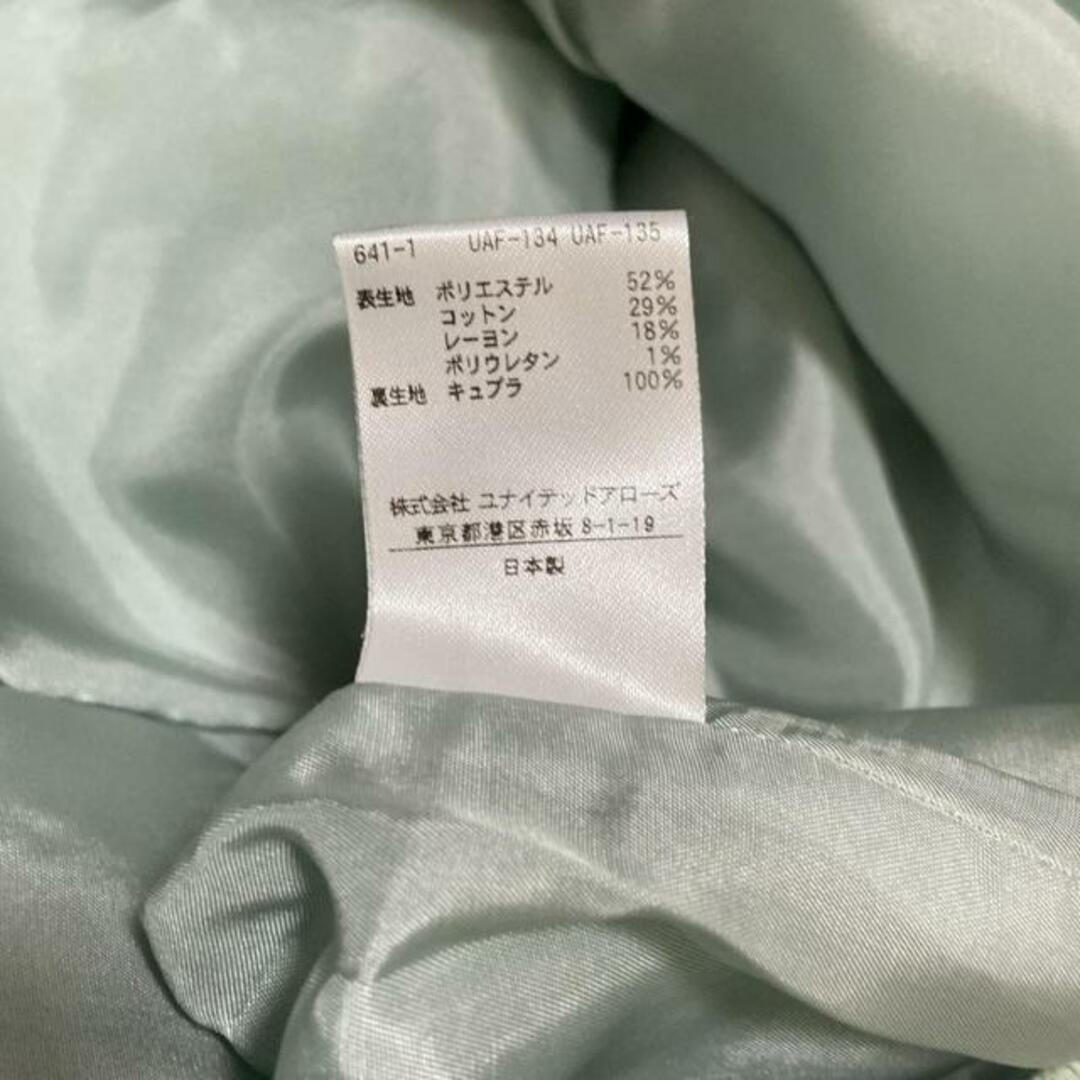 641-1 UAF-134 UAF-135
表生地 ポリエステル 52%
コットン 29%
レーヨン 18%
ポリウレタン 1%
裏生地 キュプラ 100%
株式会社 ユナイテッドアローズ
東京都港区赤坂 8-1-19
日本製